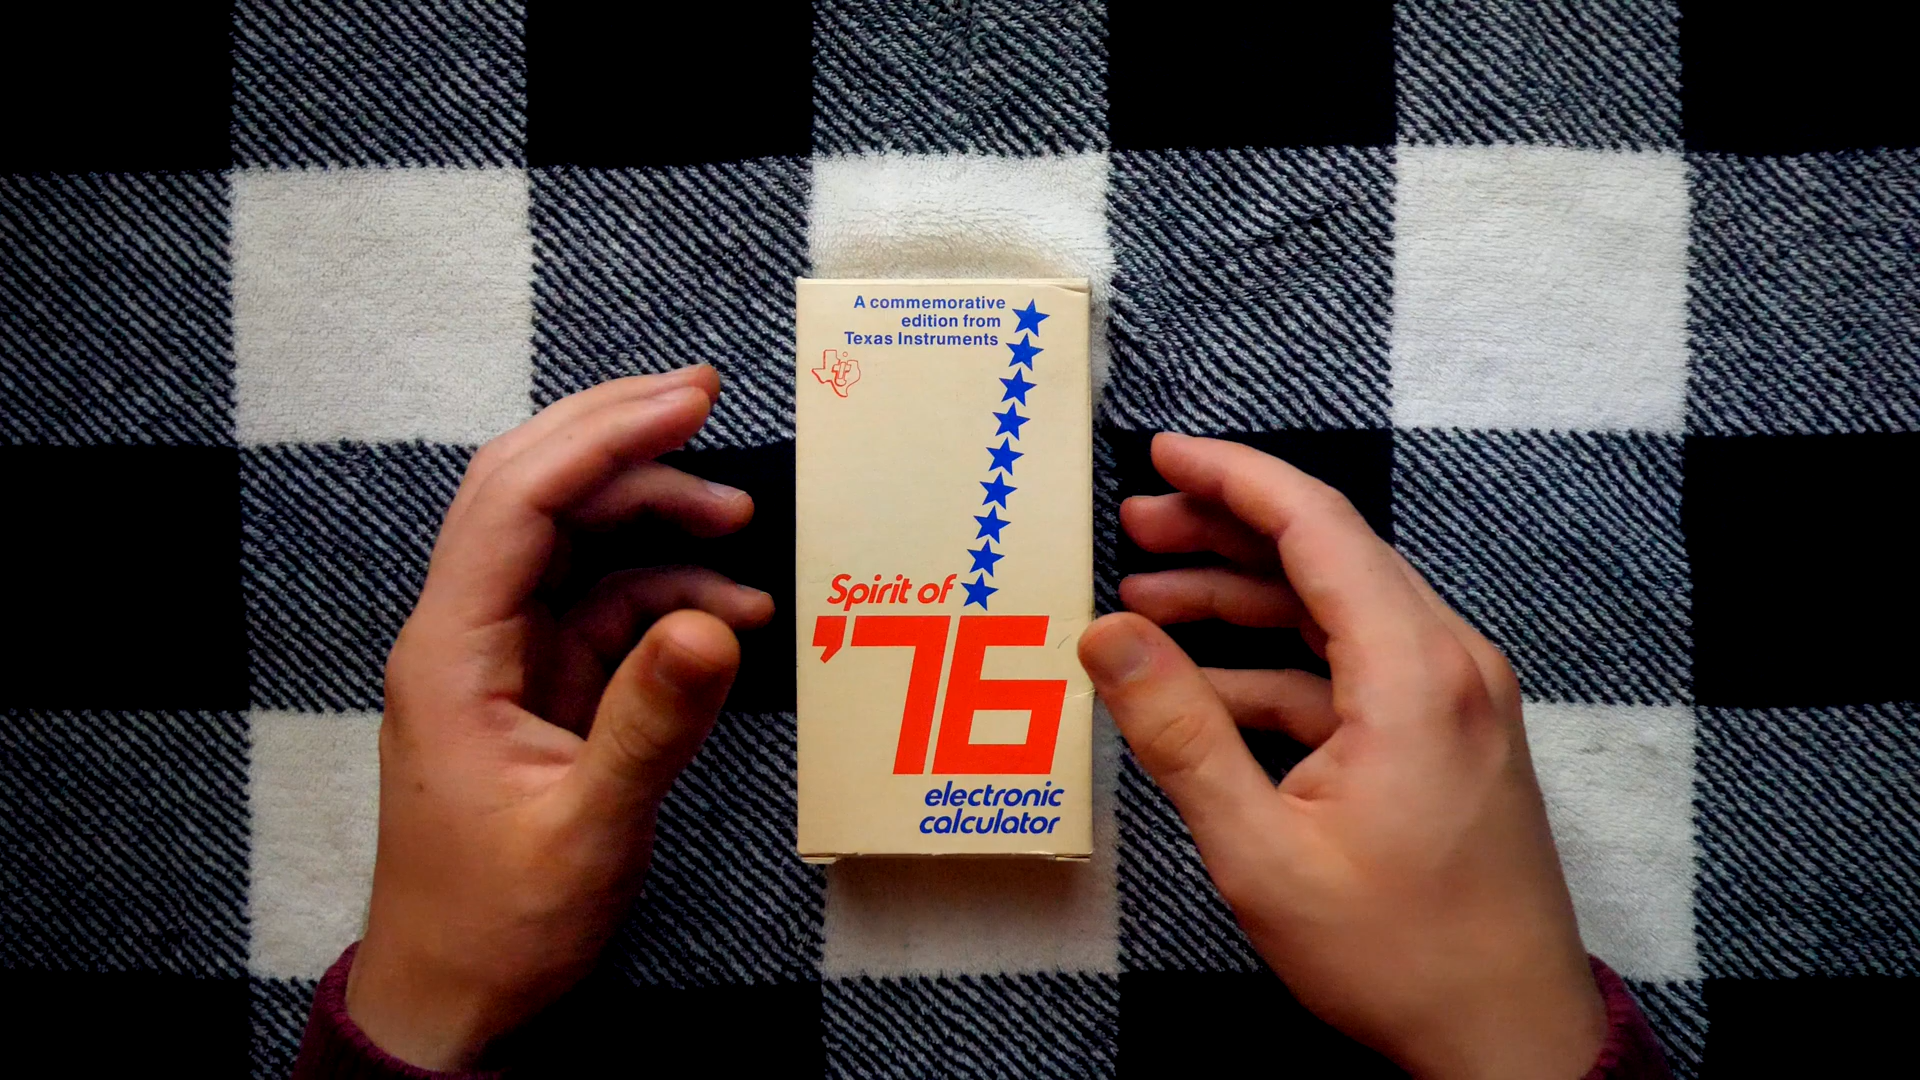 A commemorative
edition from
Texas Instruments
Spirit of
'76
electronic
calculator